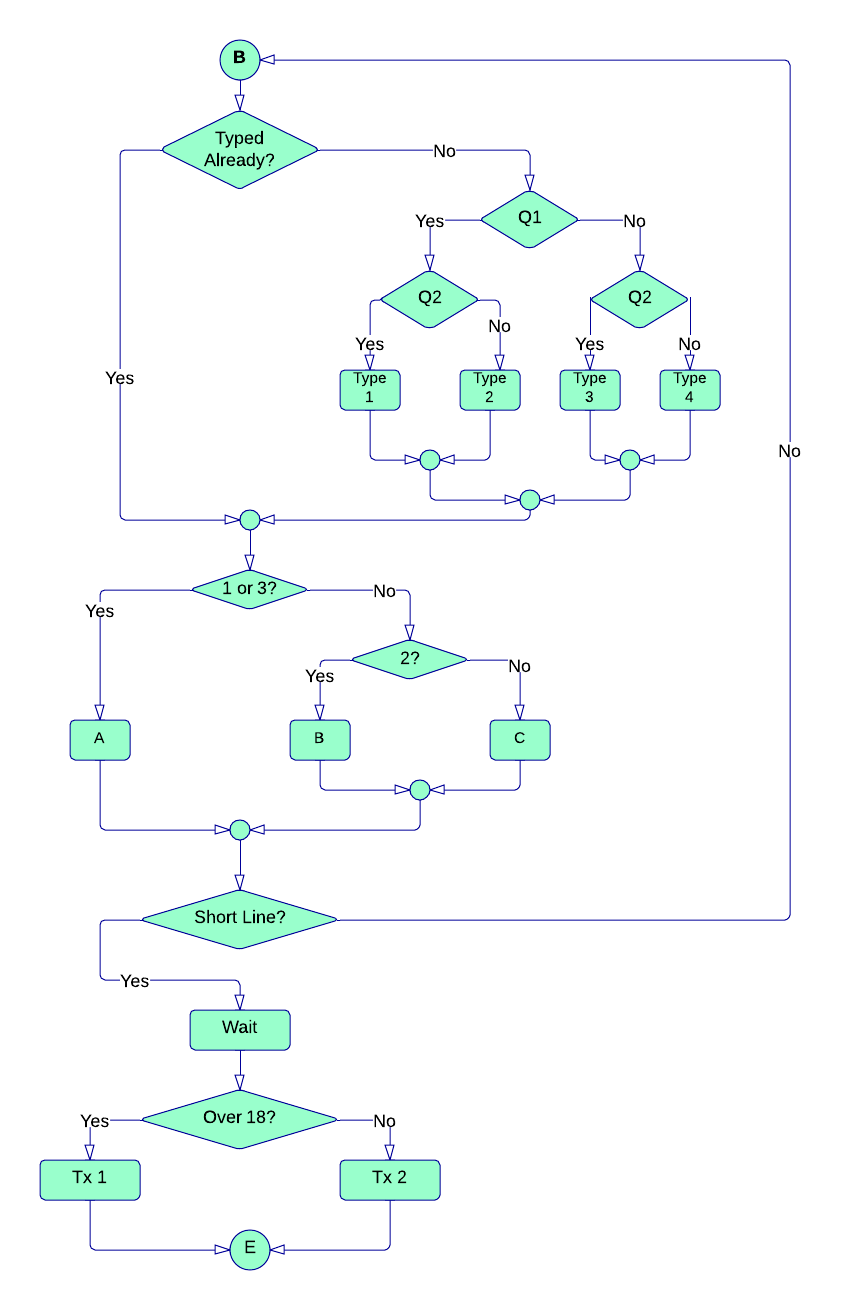 B
Typed
Already?
No
Q1
Yes
No
Q2
Q2
No
Yes
Yes
No
Type
1
Type
2
Type
3
Type
4
Yes
No
1 or 3?
Yes
No
2?
Yes
No
A
B
C
Short Line?
Yes
Wait
Over 18?
Yes
No
Tx 1
Tx 2
E